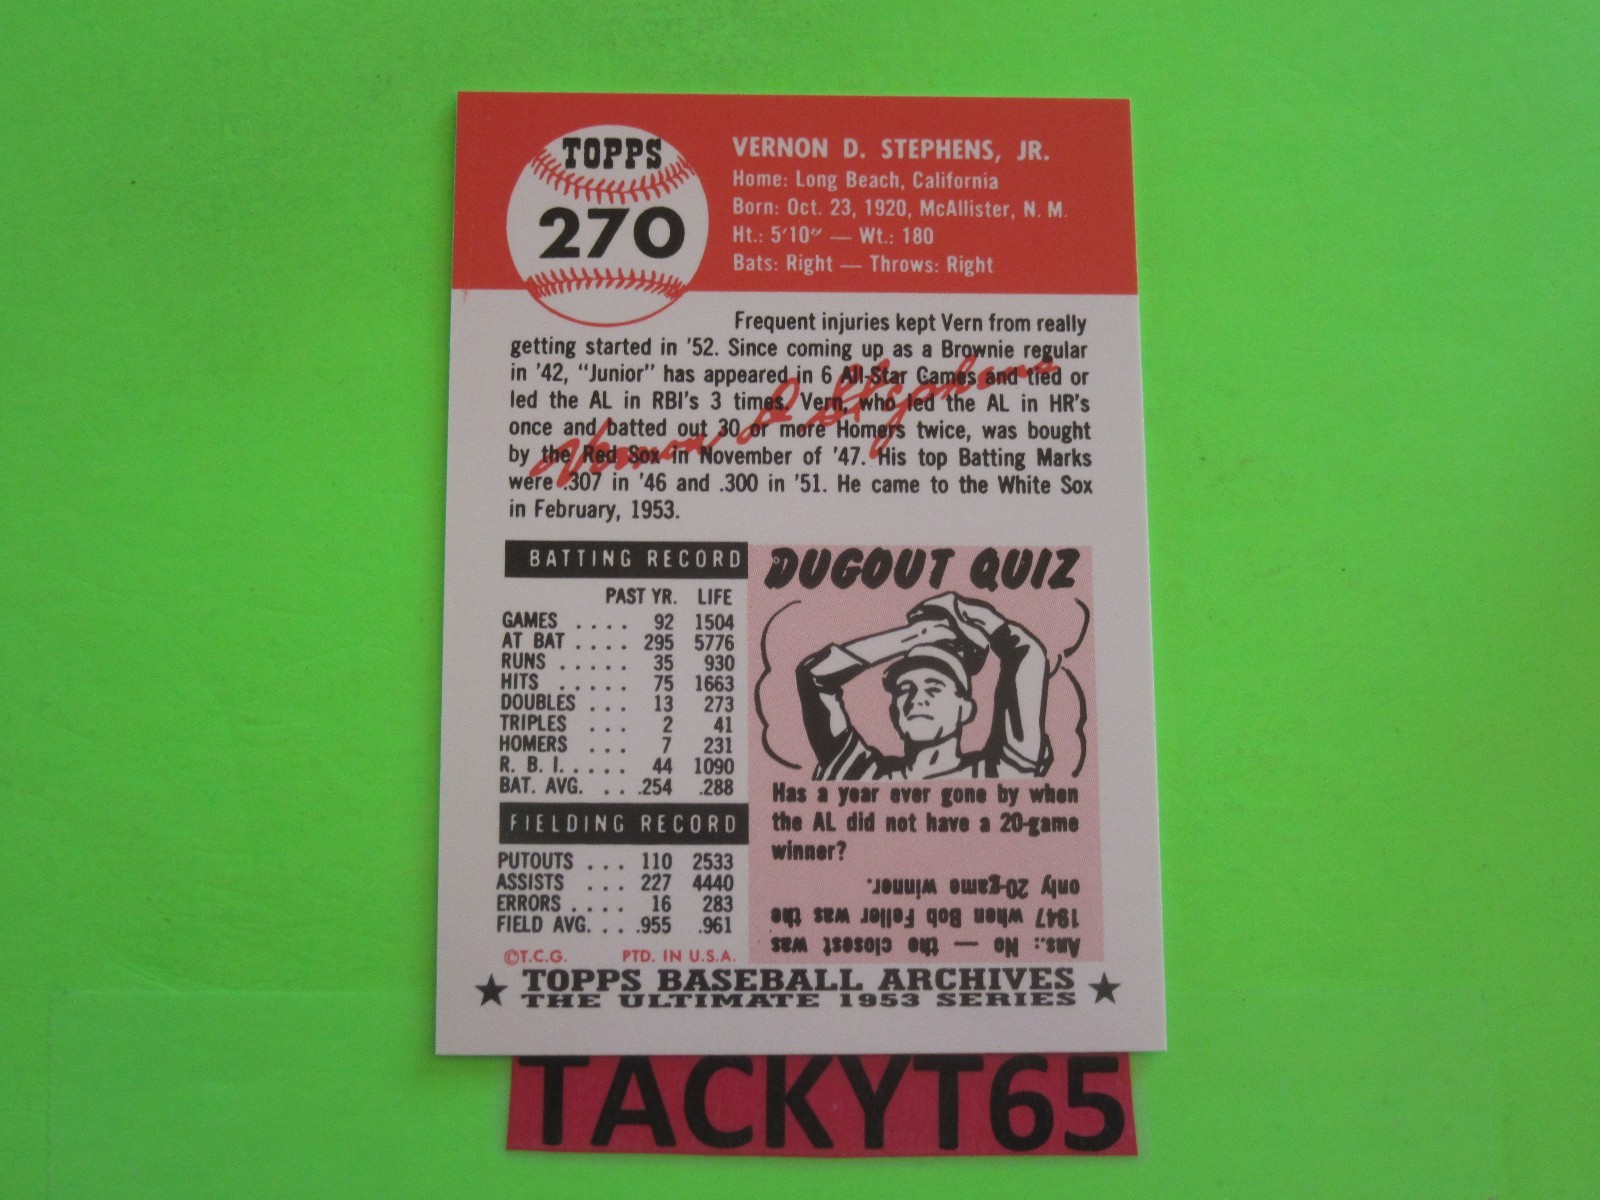 TOPPS
270
VERNON D. STEPHENS, JR.
Home: Long Beach, California
Born: Oct. 23, 1920, McAllister, N. M.
Ht.: 5'10" — Wt.: 180
Bats: Right — Throws: Right
Frequent injuries kept Vern from really
getting started in '52. Since coming up as a Brownie regular
in '42, "Junior" has appeared in 6 All-Star Games and tied or
led the AL in RBI's 3 times. Vern, who led the AL in HR's
once and batted out 30 or more Homers twice, was bought
by the Red Sox in November of '47. His top Batting Marks
were .307 in '46 and .300 in '51. He came to the White Sox
in February, 1953.
Vernon D Stephens
BATTING RECORD
PAST YR. LIFE
GAMES .... 92 1504
AT BAT .... 295 5776
RUNS ..... 35 930
HITS ..... 75 1663
DOUBLES ... 13 273
TRIPLES ... 2 41
HOMERS ... 7 231
R. B. I. .... 44 1090
BAT. AVG. ... .254 .288
FIELDING RECORD
PUTOUTS ... 110 2533
ASSISTS ... 227 4440
ERRORS .... 16 283
FIELD AVG. ... .955 .961
©T.C.G. PTD. IN U.S.A.
DUGOUT QUIZ
Has a year ever gone by when
the AL did not have a 20-game
winner?
Ans.: No — the closest was
1947 when Bob Feller was the
only 20-game winner.
★ TOPPS BASEBALL ARCHIVES ★
THE ULTIMATE 1953 SERIES
TACKYT65